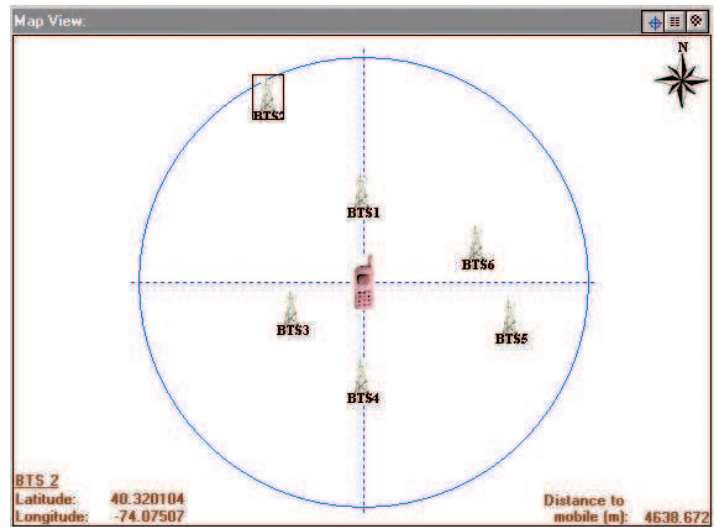 Map View:
N
BTS2
BTS1
BTS6
BTS3
BTS5
BTS4
BTS 2
Latitude: 40.320104
Longitude: -74.07507
Distance to
mobile (m): 4638.672